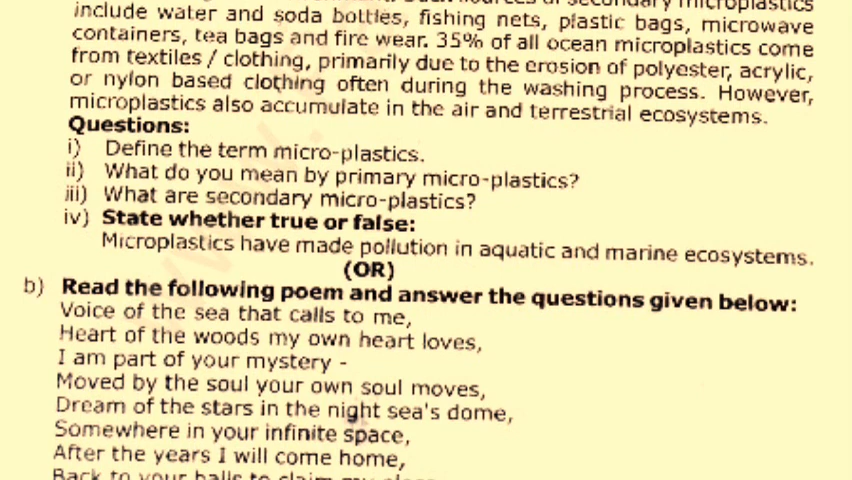 secondary microplastics
include water and soda bottles, fishing nets, plastic bags, microwave
containers, tea bags and fire wear. 35% of all ocean microplastics come
from textiles / clothing, primarily due to the erosion of polyester, acrylic,
or nylon based clothing often during the washing process. However,
microplastics also accumulate in the air and terrestrial ecosystems.
Questions:
i) Define the term micro-plastics.
ii) What do you mean by primary micro-plastics?
iii) What are secondary micro-plastics?
iv) State whether true or false:
Microplastics have made pollution in aquatic and marine ecosystems.
(OR)
b) Read the following poem and answer the questions given below:
Voice of the sea that calls to me,
Heart of the woods my own heart loves,
I am part of your mystery -
Moved by the soul your own soul moves,
Dream of the stars in the night sea's dome,
Somewhere in your infinite space,
After the years I will come home,
Back to your halls to claim my